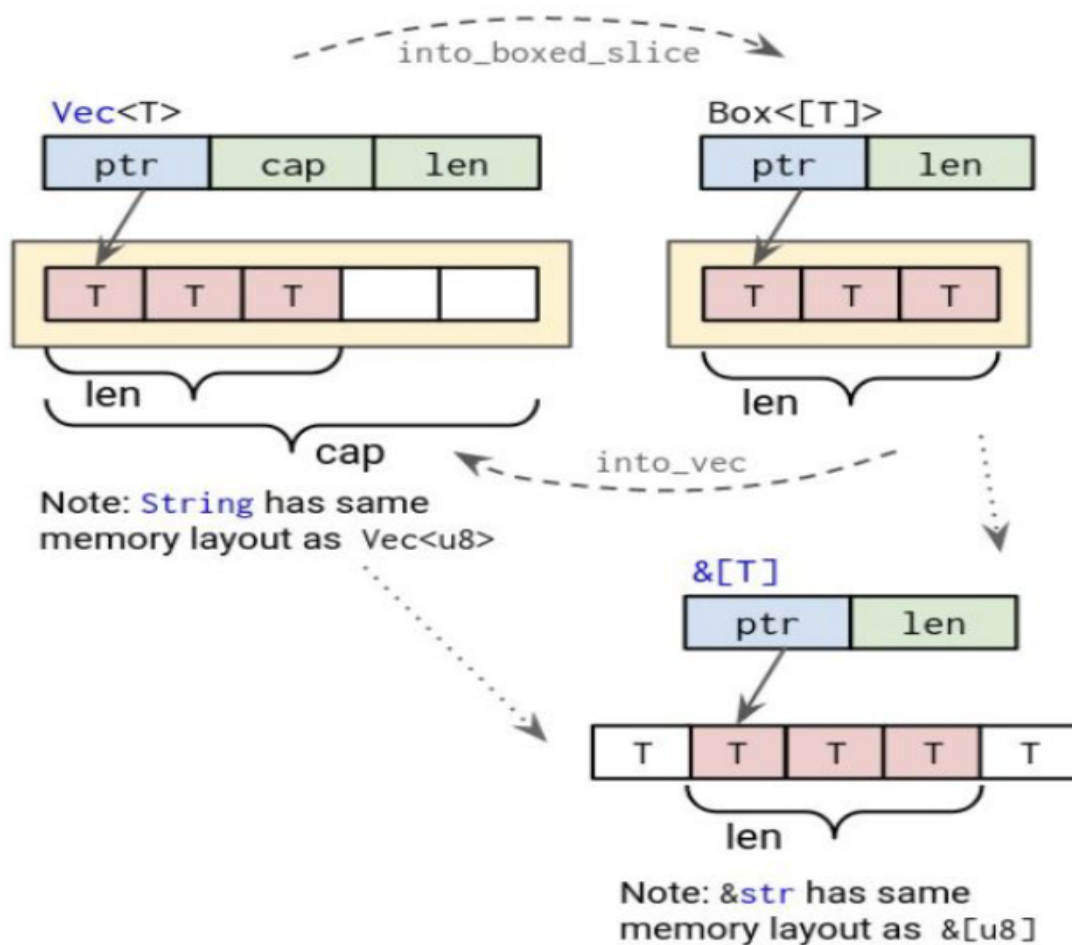 into_boxed_slice
Vec<T>
ptr cap len
T T T
len
cap
Box<[T]>
ptr len
T T T
len
into_vec
Note: String has same
memory layout as Vec<u8>
&[T]
ptr len
T T T T T
len
Note: &str has same
memory layout as &[u8]